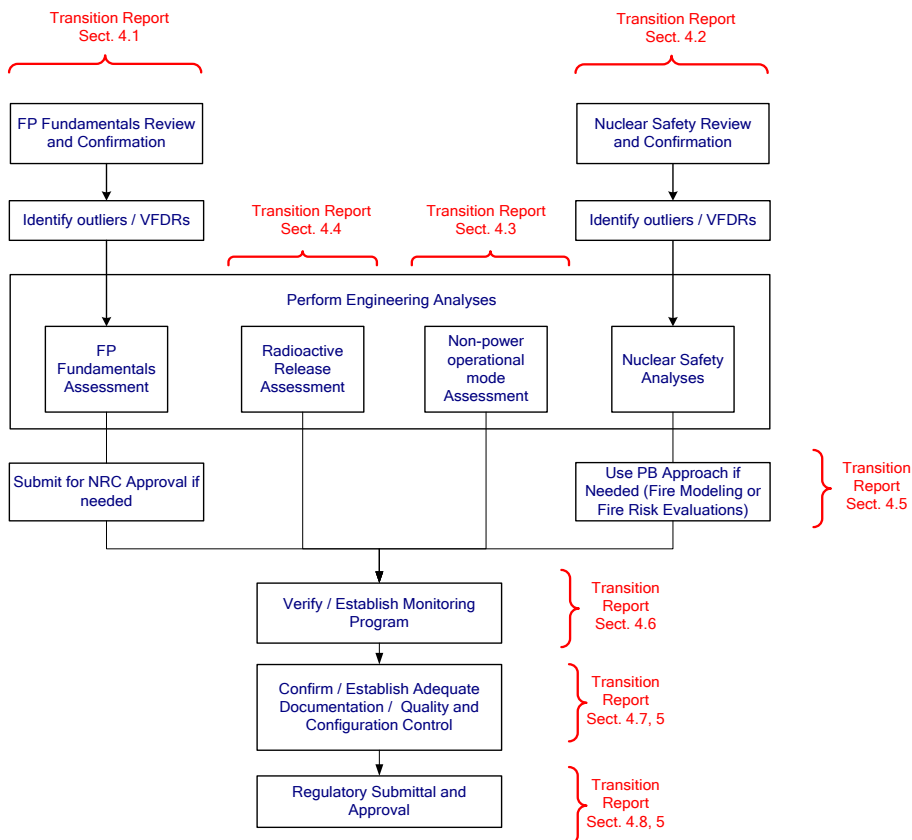 Transition Report
Sect. 4.1
Transition Report
Sect. 4.2
FP Fundamentals Review
and Confirmation
Nuclear Safety Review
and Confirmation
Identify outliers / VFDRs
Transition Report
Sect. 4.4
Transition Report
Sect. 4.3
Identify outliers / VFDRs
Perform Engineering Analyses
FP
Fundamentals
Assessment
Radioactive
Release
Assessment
Non-power
operational
mode
Assessment
Nuclear Safety
Analyses
Submit for NRC Approval if
needed
Use PB Approach if
Needed (Fire Modeling or
Fire Risk Evaluations)
Transition
Report
Sect. 4.5
Verify / Establish Monitoring
Program
Transition
Report
Sect. 4.6
Confirm / Establish Adequate
Documentation / Quality and
Configuration Control
Transition
Report
Sect. 4.7, 5
Regulatory Submittal and
Approval
Transition
Report
Sect. 4.8, 5